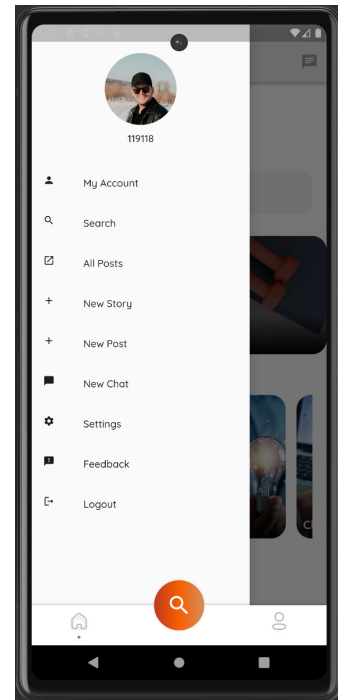 119118
My Account
Search
All Posts
New Story
New Post
New Chat
Settings
Feedback
Logout